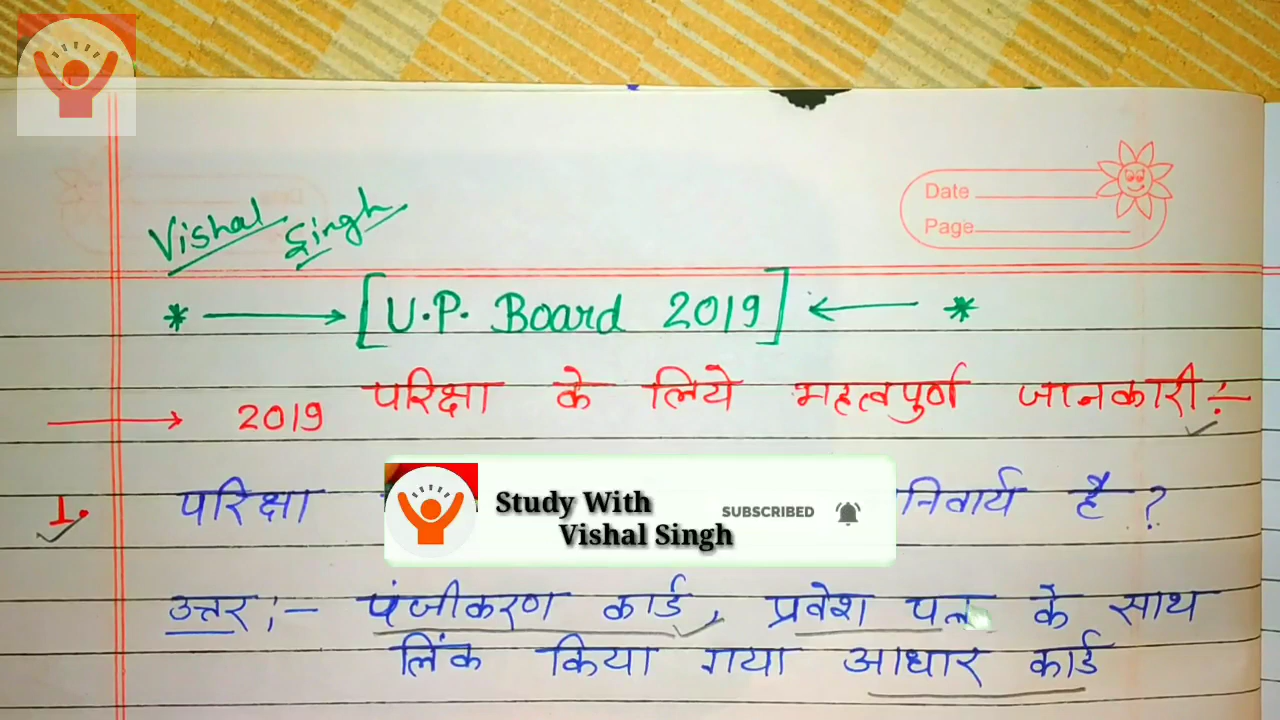 Vishal Singh
Date
Page
* → [U.P. Board 2019] ← *
→ 2019 परिक्षा के लिये महत्वपुर्ण जानकारी :-
1. परिक्षा निवार्य है ?
Study With
Vishal Singh
SUBSCRIBED
उत्तर :- पंजीकरण कार्ड, प्रवेश पत्र के साथ
लिंक किया गया आधार कार्ड